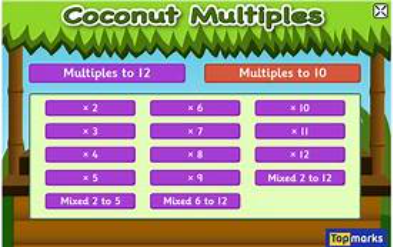 Coconut Multiples
Multiples to 12 Multiples to 10
× 2 × 6 × 10
× 3 × 7 × 11
× 4 × 8 × 12
× 5 × 9 Mixed 2 to 12
Mixed 2 to 5 Mixed 6 to 12
Topmarks